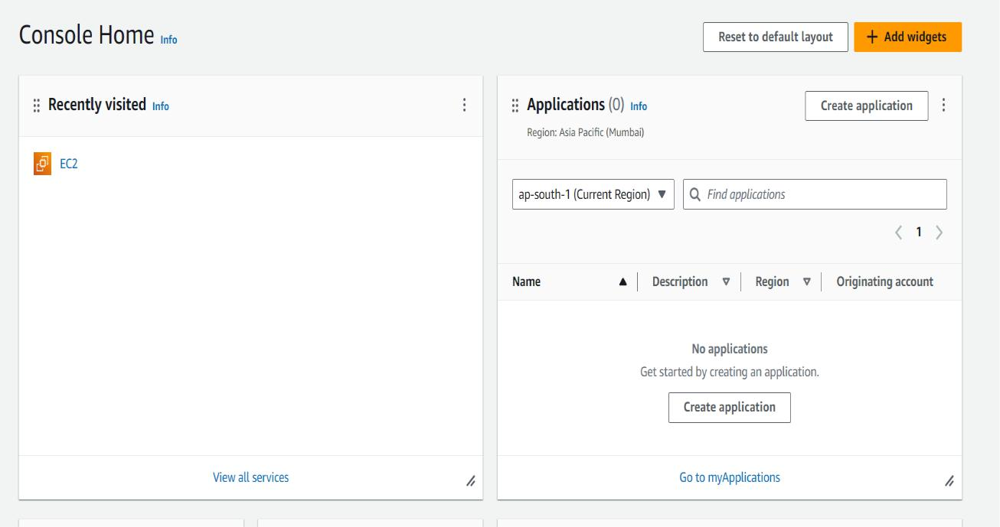 Console Home Info
Reset to default layout
Add widgets
Recently visited Info
EC2
View all services
Applications (0) Info
Create application
Region: Asia Pacific (Mumbai)
ap-south-1 (Current Region)
Find applications
1
Name Description Region Originating account
No applications
Get started by creating an application.
Create application
Go to myApplications